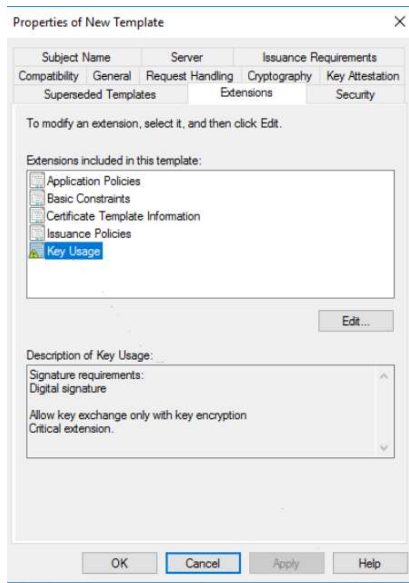 Properties of New Template
Subject Name Server Issuance Requirements
Compatibility General Request Handling Cryptography Key Attestation
Superseded Templates Extensions Security
To modify an extension, select it, and then click Edit.
Extensions included in this template:
Application Policies
Basic Constraints
Certificate Template Information
Issuance Policies
Key Usage
Edit...
Description of Key Usage:
Signature requirements:
Digital signature
Allow key exchange only with key encryption
Critical extension.
OK Cancel Apply Help